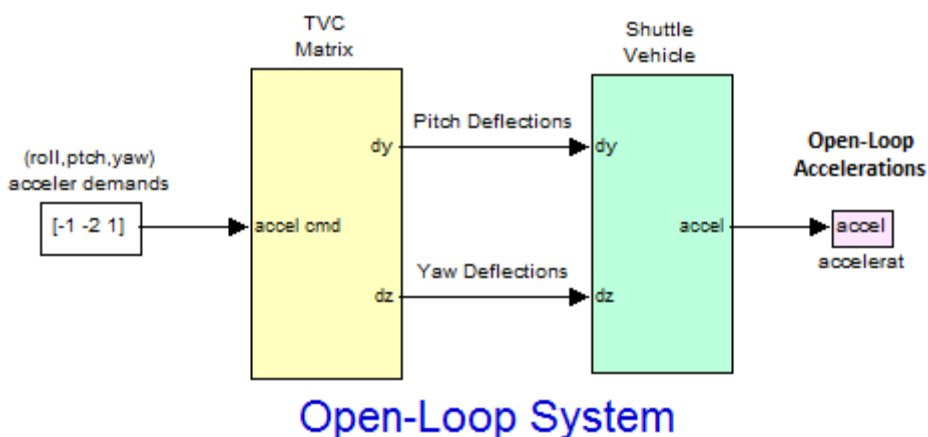 TVC
Matrix
Shuttle
Vehicle
(roll,ptch,yaw)
acceler demands
[-1 -2 1]
accel cmd
dy
dz
Pitch Deflections
Yaw Deflections
dy
dz
accel
Open-Loop
Accelerations
accel
accelerat
Open-Loop System